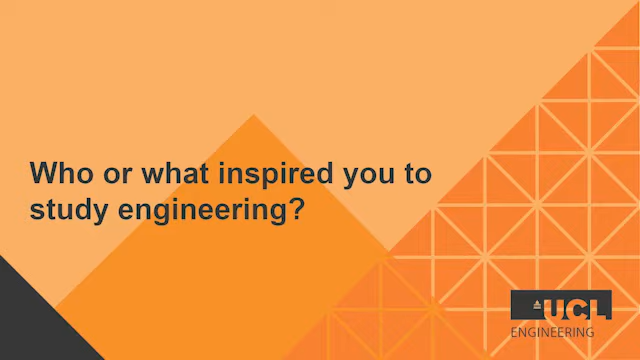 Who or what inspired you to
study engineering?
UCL
ENGINEERING